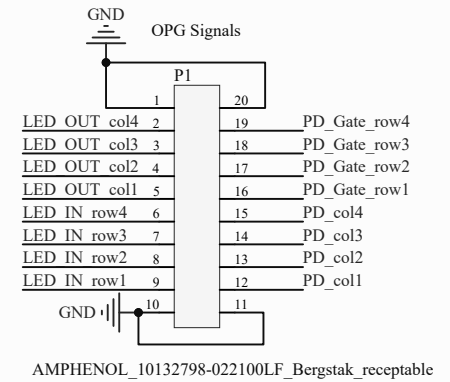 GND
OPG Signals
P1
1 20
LED_OUT_col4 2 19 PD_Gate_row4
LED_OUT_col3 3 18 PD_Gate_row3
LED_OUT_col2 4 17 PD_Gate_row2
LED_OUT_col1 5 16 PD_Gate_row1
LED_IN_row4 6 15 PD_col4
LED_IN_row3 7 14 PD_col3
LED_IN_row2 8 13 PD_col2
LED_IN_row1 9 12 PD_col1
GND 10 11
AMPHENOL_10132798-022100LF_Bergstak_receptable